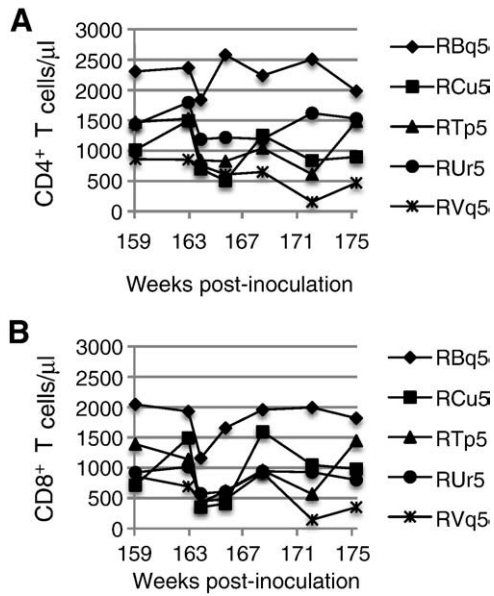 A
CD4+ T cells/μl
3000
2500
2000
1500
1000
500
0
159 163 167 171 175
Weeks post-inoculation
RBq5
RCu5
RTp5
RUr5
RVq5
B
CD8+ T cells/μl
3000
2500
2000
1500
1000
500
0
159 163 167 171 175
Weeks post-inoculation
RBq5
RCu5
RTp5
RUr5
RVq5